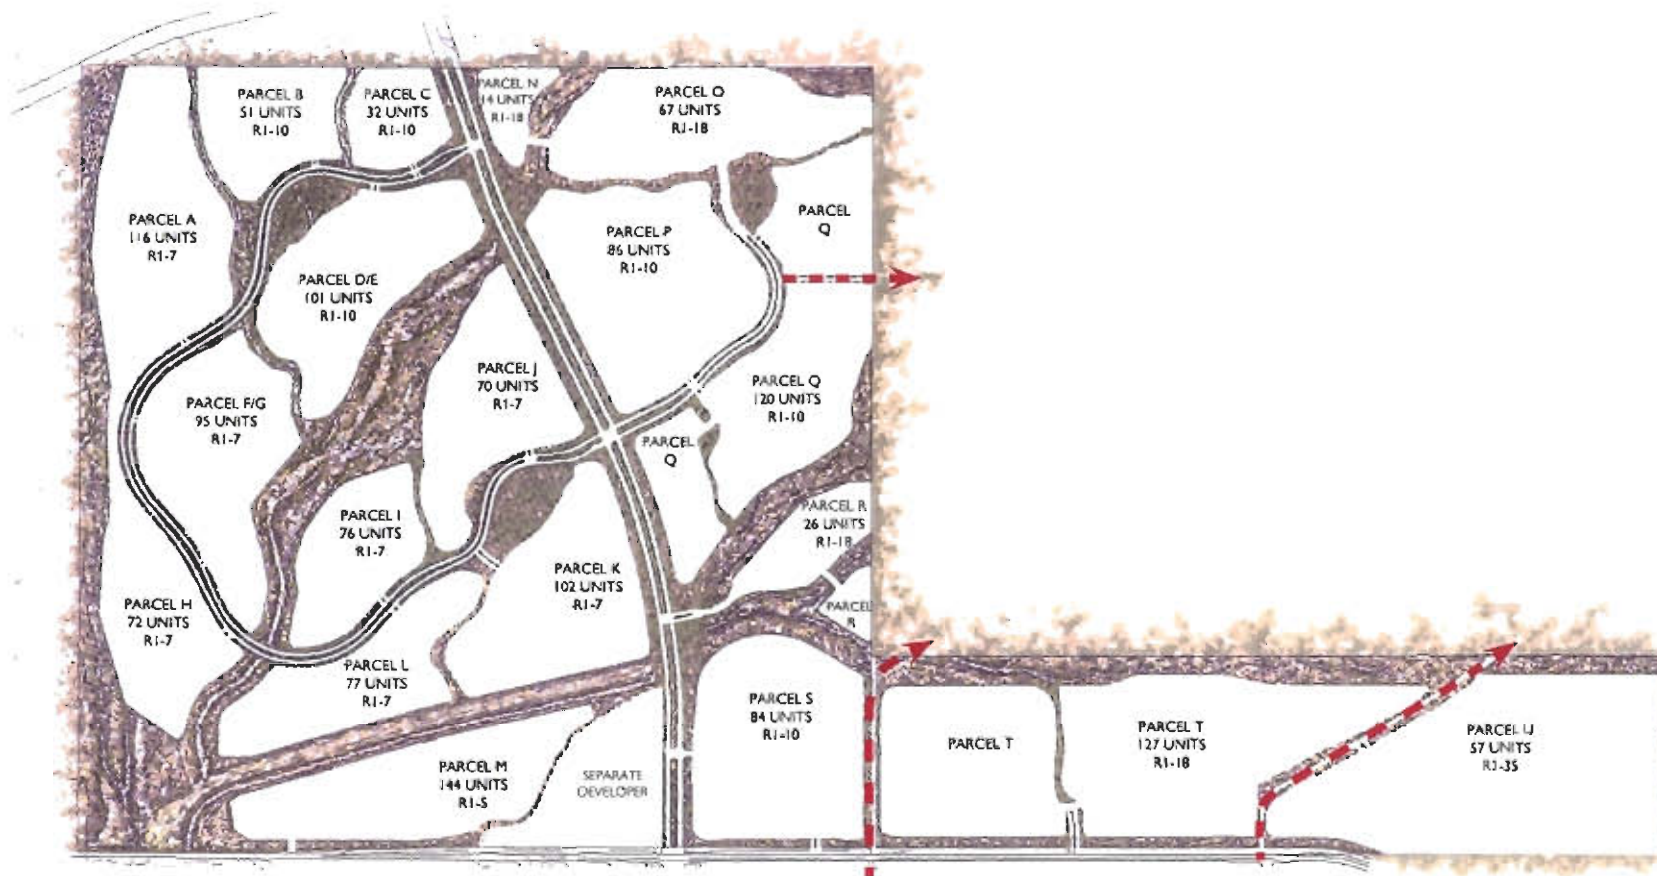 PARCEL B
51 UNITS
R1-10
PARCEL C
32 UNITS
R1-10
PARCEL N
14 UNITS
R1-18
PARCEL O
67 UNITS
R1-18
PARCEL A
116 UNITS
R1-7
PARCEL D/E
101 UNITS
R1-10
PARCEL P
86 UNITS
R1-10
PARCEL
Q
PARCEL F/G
95 UNITS
R1-7
PARCEL J
70 UNITS
R1-7
PARCEL Q
120 UNITS
R1-10
PARCEL
Q
PARCEL I
76 UNITS
R1-7
PARCEL R
26 UNITS
R1-18
PARCEL
R
PARCEL K
102 UNITS
R1-7
PARCEL H
72 UNITS
R1-7
PARCEL L
77 UNITS
R1-7
PARCEL S
84 UNITS
R1-10
PARCEL T
PARCEL T
127 UNITS
R1-18
PARCEL U
57 UNITS
R1-35
PARCEL M
144 UNITS
R1-5
SEPARATE
DEVELOPER